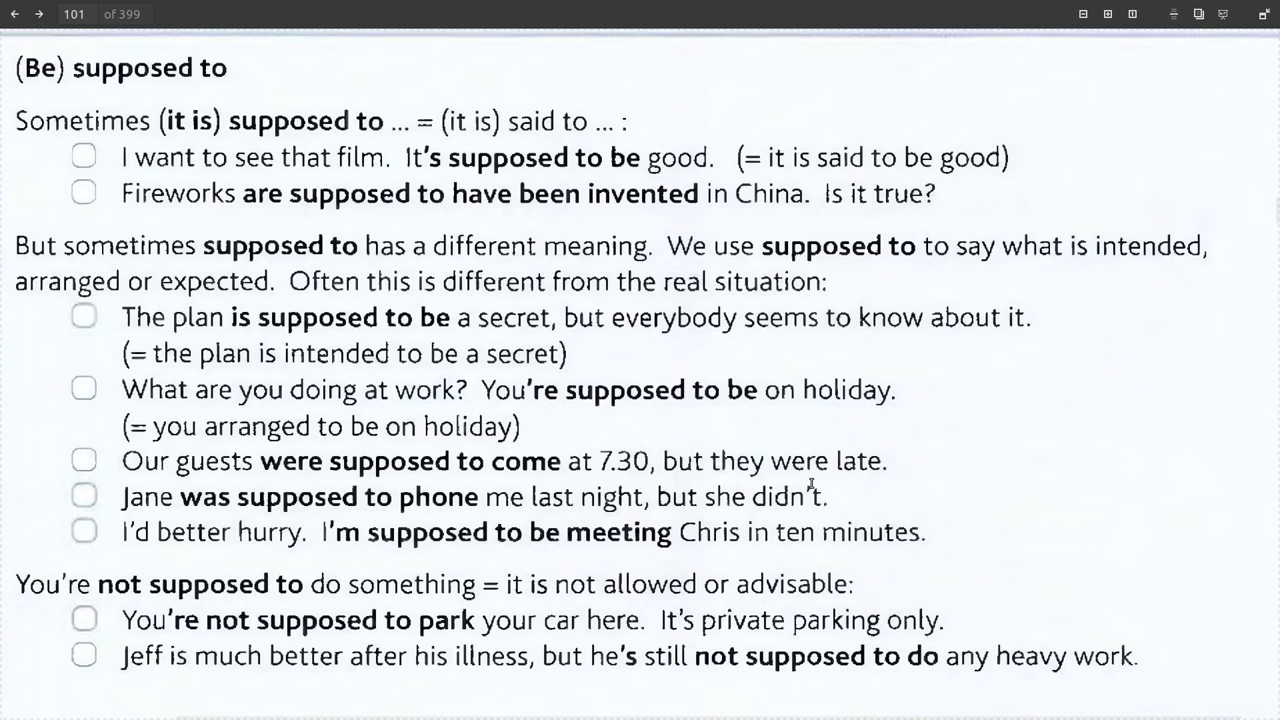 101 of 399
(Be) supposed to
Sometimes (it is) supposed to ... = (it is) said to ... :
I want to see that film. It's supposed to be good. (= it is said to be good)
Fireworks are supposed to have been invented in China. Is it true?
But sometimes supposed to has a different meaning. We use supposed to to say what is intended,
arranged or expected. Often this is different from the real situation:
The plan is supposed to be a secret, but everybody seems to know about it.
(= the plan is intended to be a secret)
What are you doing at work? You're supposed to be on holiday.
(= you arranged to be on holiday)
Our guests were supposed to come at 7.30, but they were late.
Jane was supposed to phone me last night, but she didn't.
I'd better hurry. I'm supposed to be meeting Chris in ten minutes.
You're not supposed to do something = it is not allowed or advisable:
You're not supposed to park your car here. It's private parking only.
Jeff is much better after his illness, but he's still not supposed to do any heavy work.